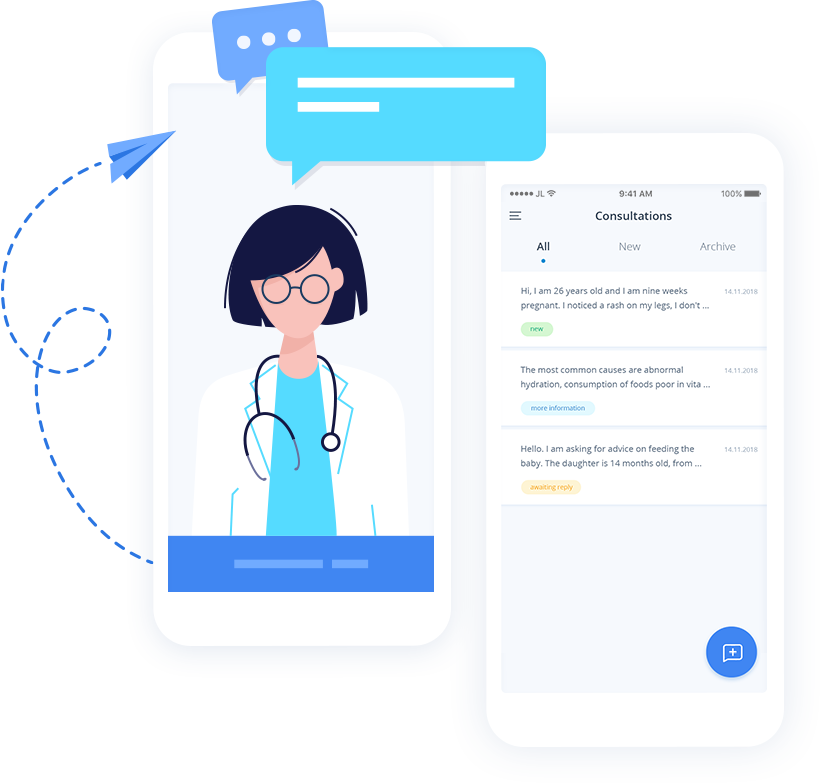 JL 9:41 AM 100%
Consultations
All New Archive
Hi, I am 26 years old and I am nine weeks 14.11.2018
pregnant. I noticed a rash on my legs, I don't ...
new
The most common causes are abnormal 14.11.2018
hydration, consumption of foods poor in vita ...
more information
Hello. I am asking for advice on feeding the 14.11.2018
baby. The daughter is 14 months old, from ...
awaiting reply